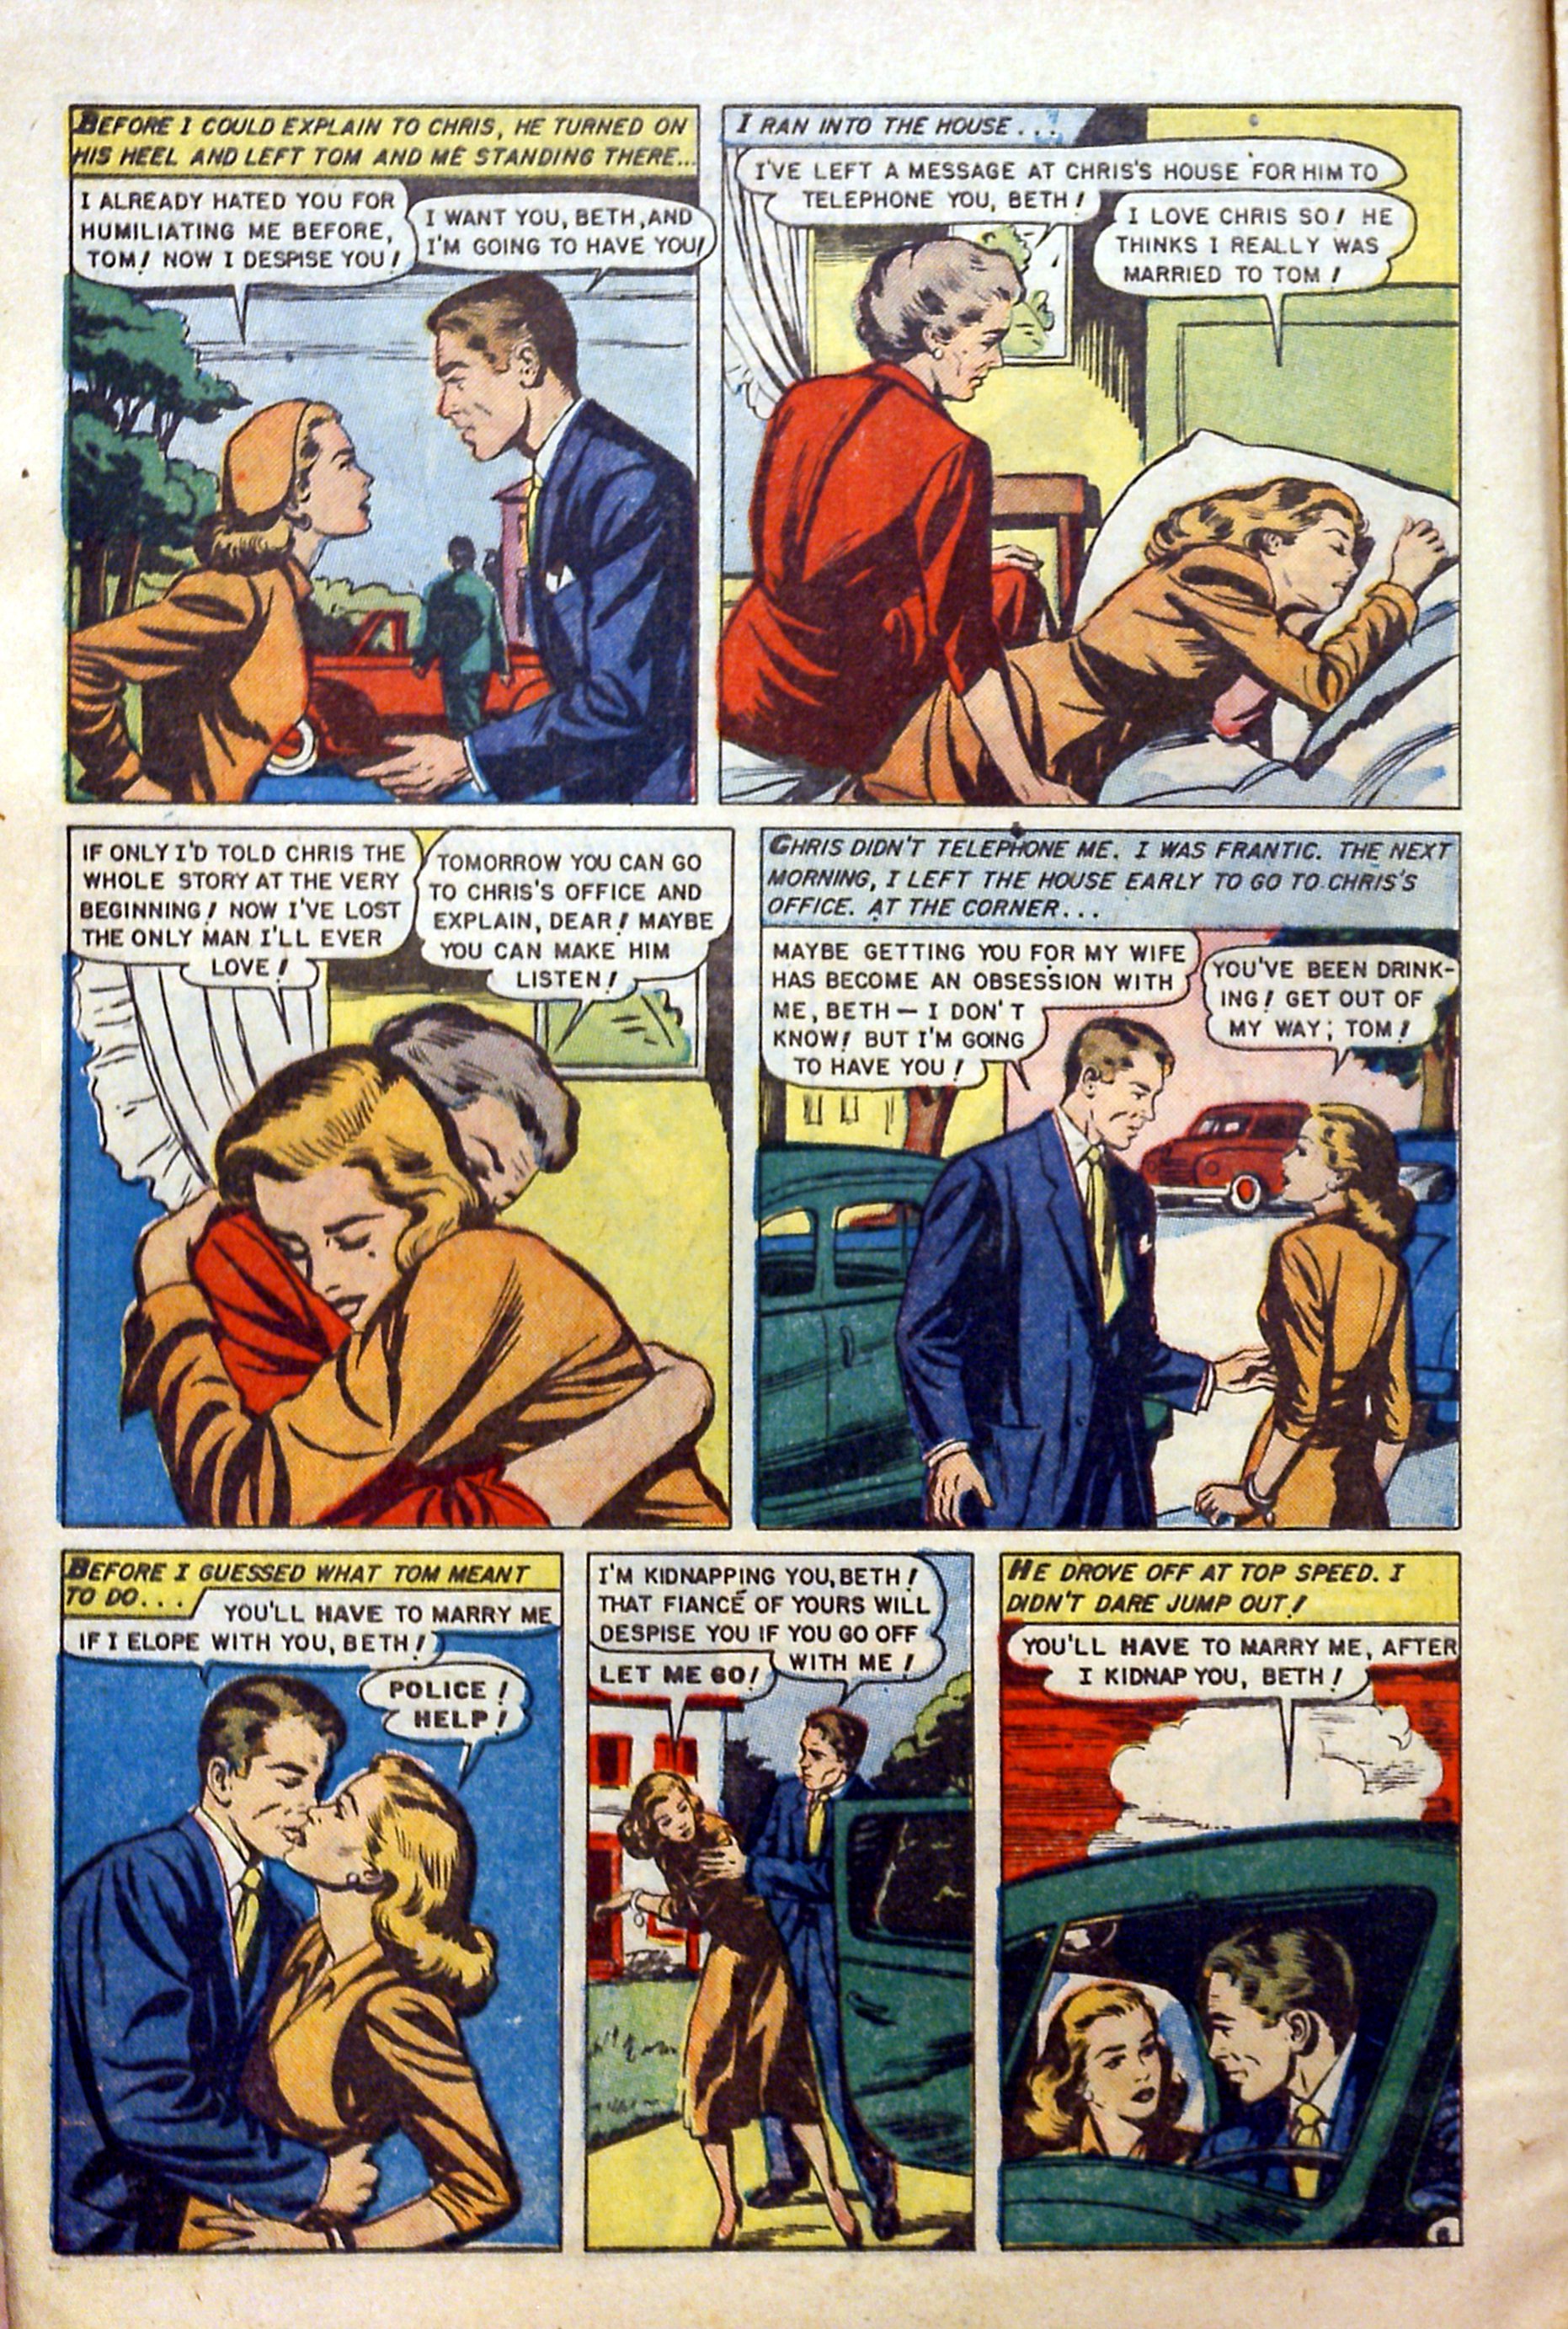 BEFORE I COULD EXPLAIN TO CHRIS, HE TURNED ON
HIS HEEL AND LEFT TOM AND ME STANDING THERE...
I ALREADY HATED YOU FOR
HUMILIATING ME BEFORE,
TOM! NOW I DESPISE YOU!
I WANT YOU, BETH, AND
I'M GOING TO HAVE YOU!
I RAN INTO THE HOUSE...
I'VE LEFT A MESSAGE AT CHRIS'S HOUSE FOR HIM TO
TELEPHONE YOU, BETH!
I LOVE CHRIS SO! HE
THINKS I REALLY WAS
MARRIED TO TOM!
IF ONLY I'D TOLD CHRIS THE
WHOLE STORY AT THE VERY
BEGINNING! NOW I'VE LOST
THE ONLY MAN I'LL EVER
LOVE!
TOMORROW YOU CAN GO
TO CHRIS'S OFFICE AND
EXPLAIN, DEAR! MAYBE
YOU CAN MAKE HIM
LISTEN!
CHRIS DIDN'T TELEPHONE ME. I WAS FRANTIC. THE NEXT
MORNING, I LEFT THE HOUSE EARLY TO GO TO CHRIS'S
OFFICE. AT THE CORNER...
MAYBE GETTING YOU FOR MY WIFE
HAS BECOME AN OBSESSION WITH
ME, BETH — I DON'T
KNOW! BUT I'M GOING
TO HAVE YOU!
YOU'VE BEEN DRINK-
ING! GET OUT OF
MY WAY, TOM!
BEFORE I GUESSED WHAT TOM MEANT
TO DO...
YOU'LL HAVE TO MARRY ME
IF I ELOPE WITH YOU, BETH!
POLICE!
HELP!
I'M KIDNAPPING YOU, BETH!
THAT FIANCÉ OF YOURS WILL
DESPISE YOU IF YOU GO OFF
WITH ME!
LET ME GO!
HE DROVE OFF AT TOP SPEED. I
DIDN'T DARE JUMP OUT!
YOU'LL HAVE TO MARRY ME, AFTER
I KIDNAP YOU, BETH!